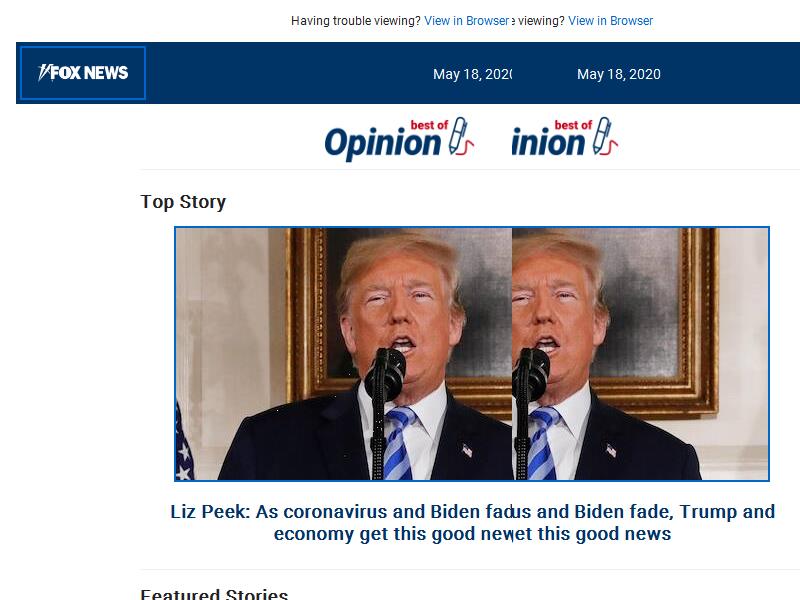 Having trouble viewing? View in Browser e viewing? View in Browser
FOX NEWS
May 18, 2020 May 18, 2020
best of best of
Opinion inion
Top Story
Liz Peek: As coronavirus and Biden fadus and Biden fade, Trump and
economy get this good newet this good news
Featured Stories